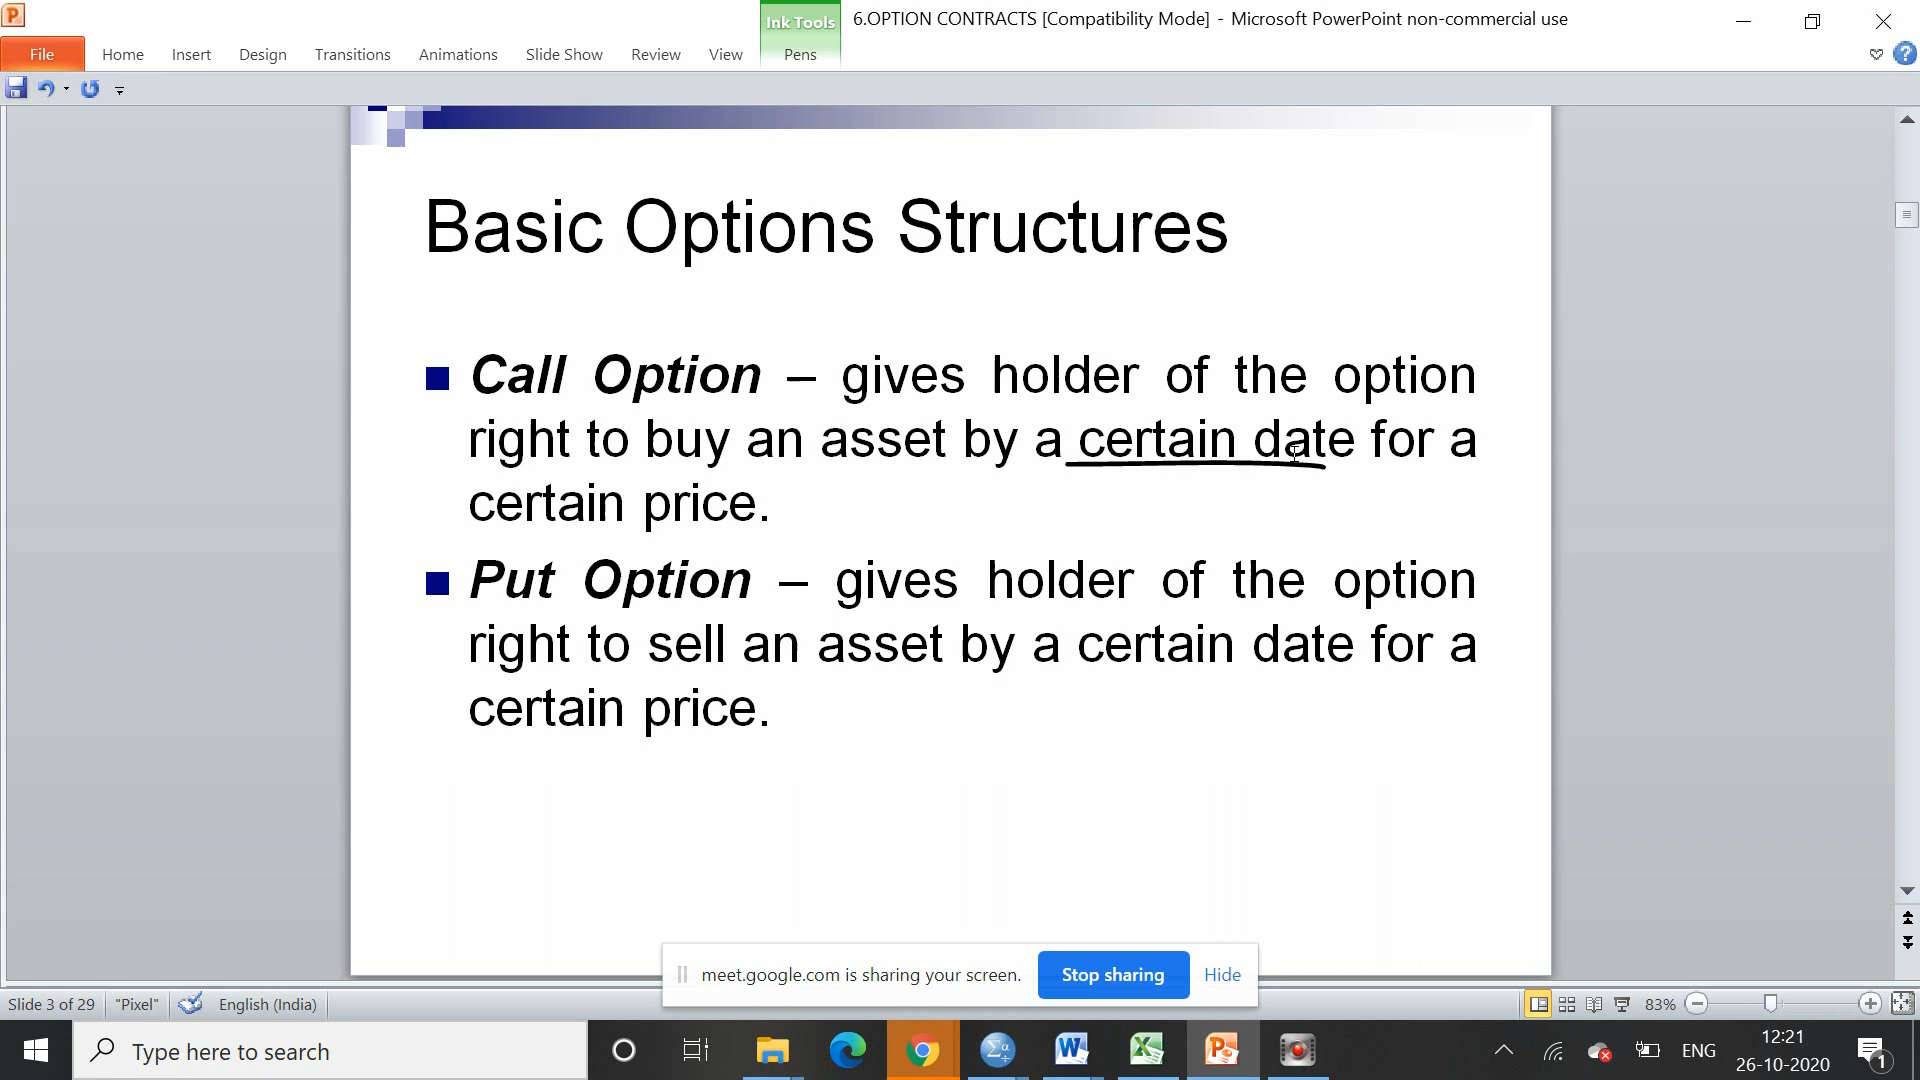 Ink Tools
6.OPTION CONTRACTS [Compatibility Mode] - Microsoft PowerPoint non-commercial use
File Home Insert Design Transitions Animations Slide Show Review View Pens
Basic Options Structures
Call Option – gives holder of the option
right to buy an asset by a certain date for a
certain price.
Put Option – gives holder of the option
right to sell an asset by a certain date for a
certain price.
meet.google.com is sharing your screen. Stop sharing Hide
Slide 3 of 29 "Pixel" English (India) 83%
Type here to search
ENG
12:21
26-10-2020
1